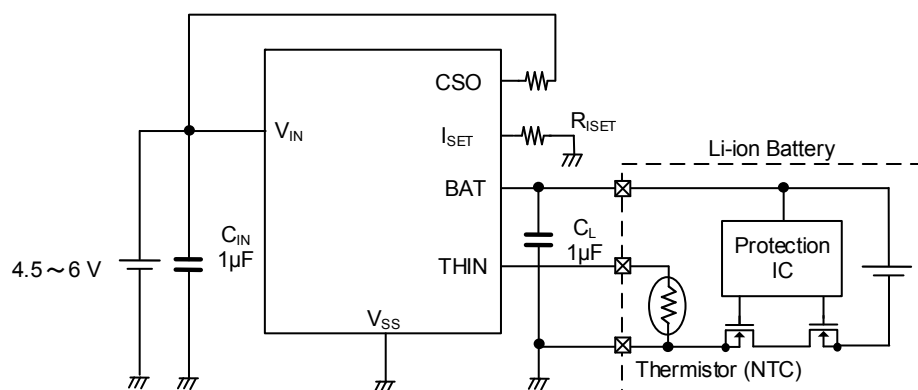 CSO
V_IN
I_SET
R_ISET
Li-ion Battery
BAT
C_IN
1μF
C_L
1μF
Protection
IC
4.5～6 V
THIN
V_SS
Thermistor (NTC)